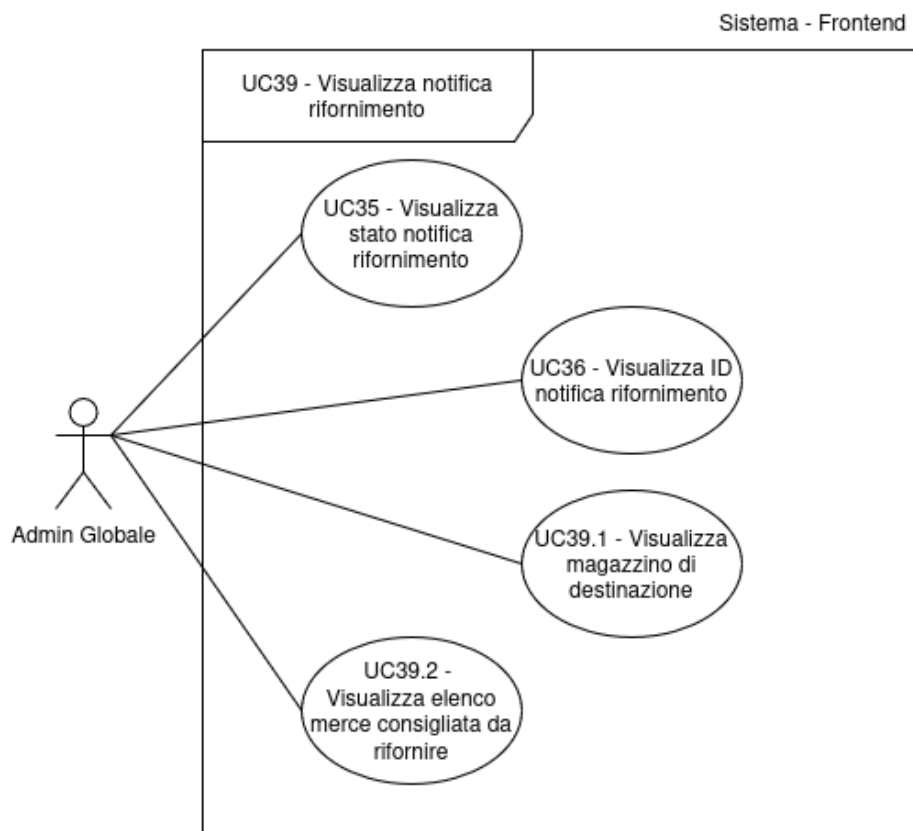 Sistema - Frontend
UC39 - Visualizza notifica
rifornimento
UC35 - Visualizza
stato notifica
rifornimento
UC36 - Visualizza ID
notifica rifornimento
Admin Globale
UC39.1 - Visualizza
magazzino di
destinazione
UC39.2 -
Visualizza elenco
merce consigliata da
rifornire